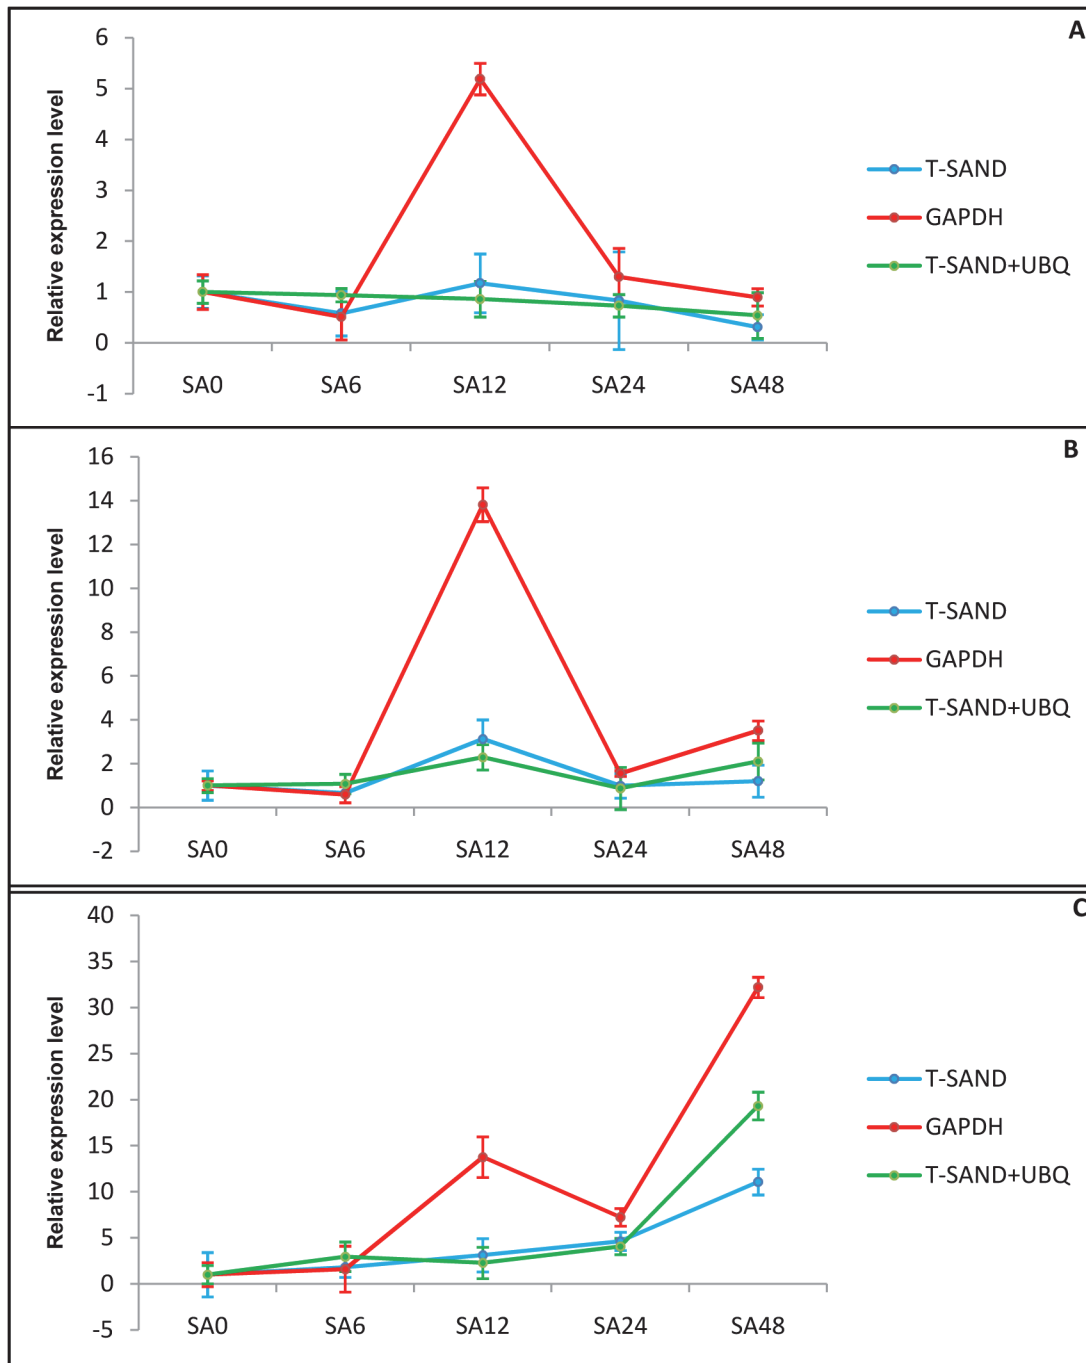 A
Relative expression level
6
5
4
3
2
1
0
-1
SA0 SA6 SA12 SA24 SA48
T-SAND
GAPDH
T-SAND+UBQ
B
Relative expression level
16
14
12
10
8
6
4
2
0
-2
SA0 SA6 SA12 SA24 SA48
T-SAND
GAPDH
T-SAND+UBQ
C
Relative expression level
40
35
30
25
20
15
10
5
0
-5
SA0 SA6 SA12 SA24 SA48
T-SAND
GAPDH
T-SAND+UBQ